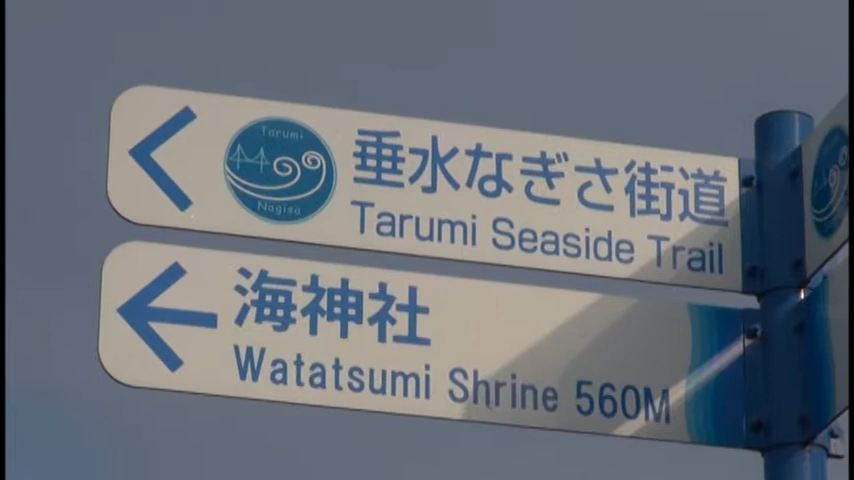 Tarumi
Nagisa
垂水なぎさ街道
Tarumi Seaside Trail
海神社
Watatsumi Shrine 560M